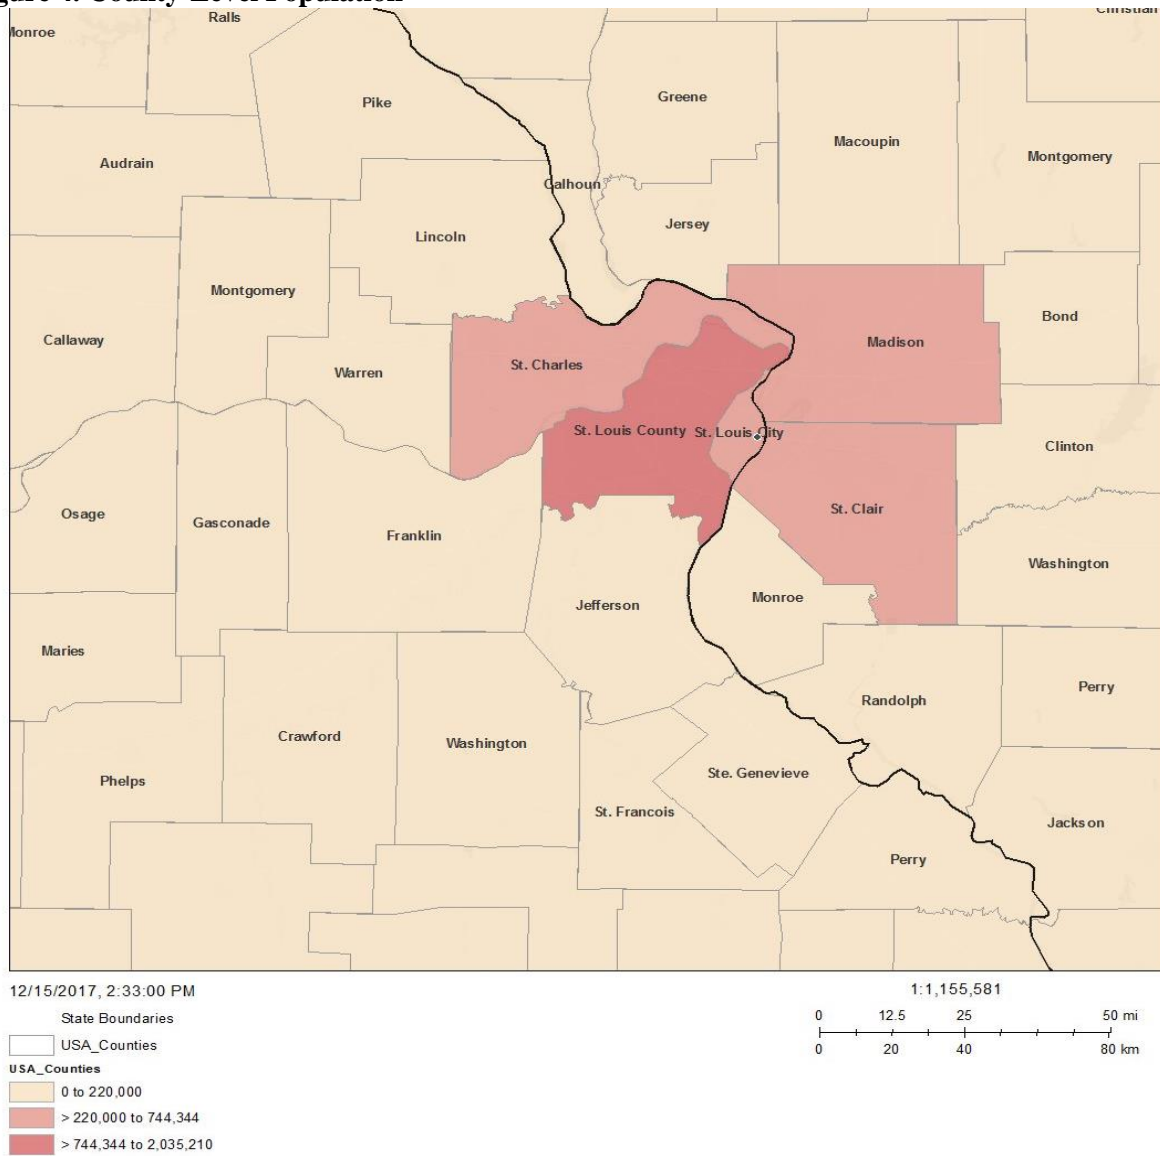 Figure 4. County-Level Population
Christian
Ralls
Monroe
Pike
Greene
Macoupin
Montgomery
Audrain
Calhoun
Jersey
Lincoln
Montgomery
Bond
Callaway
Madison
St. Charles
Warren
St. Louis County
St. Louis City
Clinton
St. Clair
Osage
Gasconade
Franklin
Washington
Monroe
Jefferson
Maries
Perry
Randolph
Crawford
Washington
Ste. Genevieve
Phelps
St. Francois
Jackson
Perry
12/15/2017, 2:33:00 PM
1:1,155,581
State Boundaries
USA_Counties
USA_Counties
0 to 220,000
> 220,000 to 744,344
> 744,344 to 2,035,210
0 12.5 25 50 mi
0 20 40 80 km